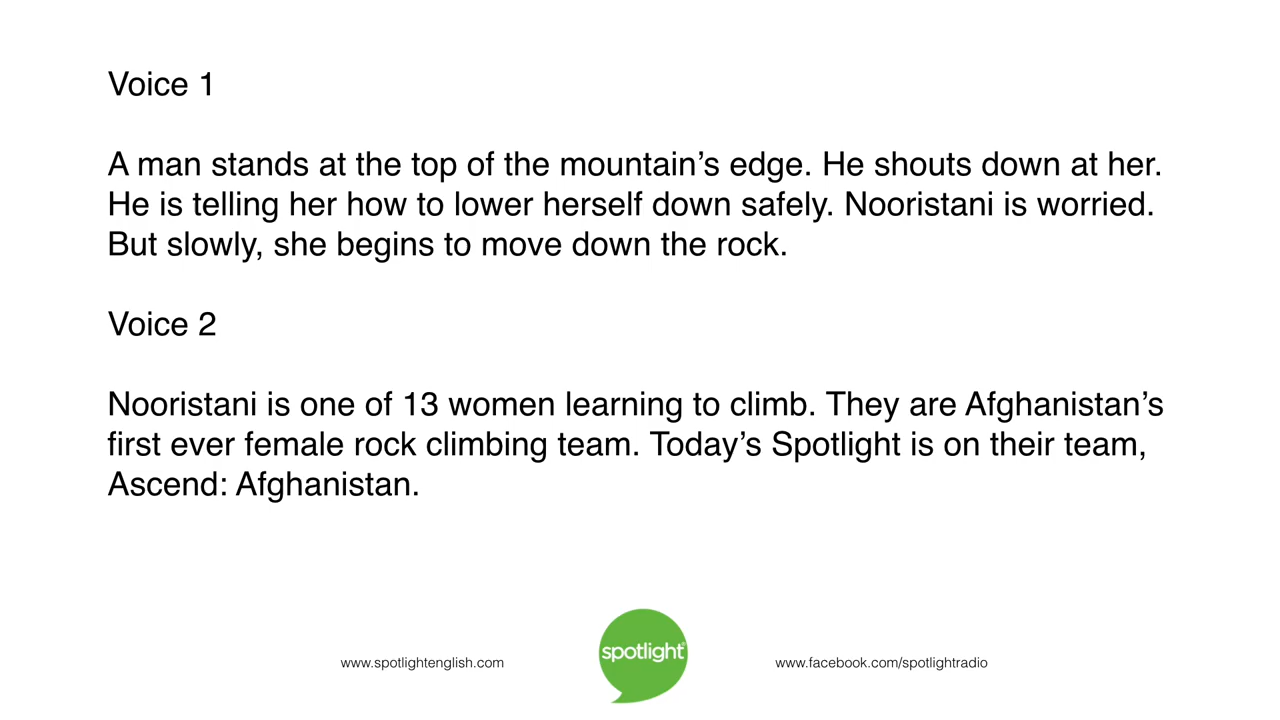 Voice 1
A man stands at the top of the mountain’s edge. He shouts down at her.
He is telling her how to lower herself down safely. Nooristani is worried.
But slowly, she begins to move down the rock.
Voice 2
Nooristani is one of 13 women learning to climb. They are Afghanistan’s
first ever female rock climbing team. Today’s Spotlight is on their team,
Ascend: Afghanistan.
www.spotlightenglish.com
spotlight
www.facebook.com/spotlightradio